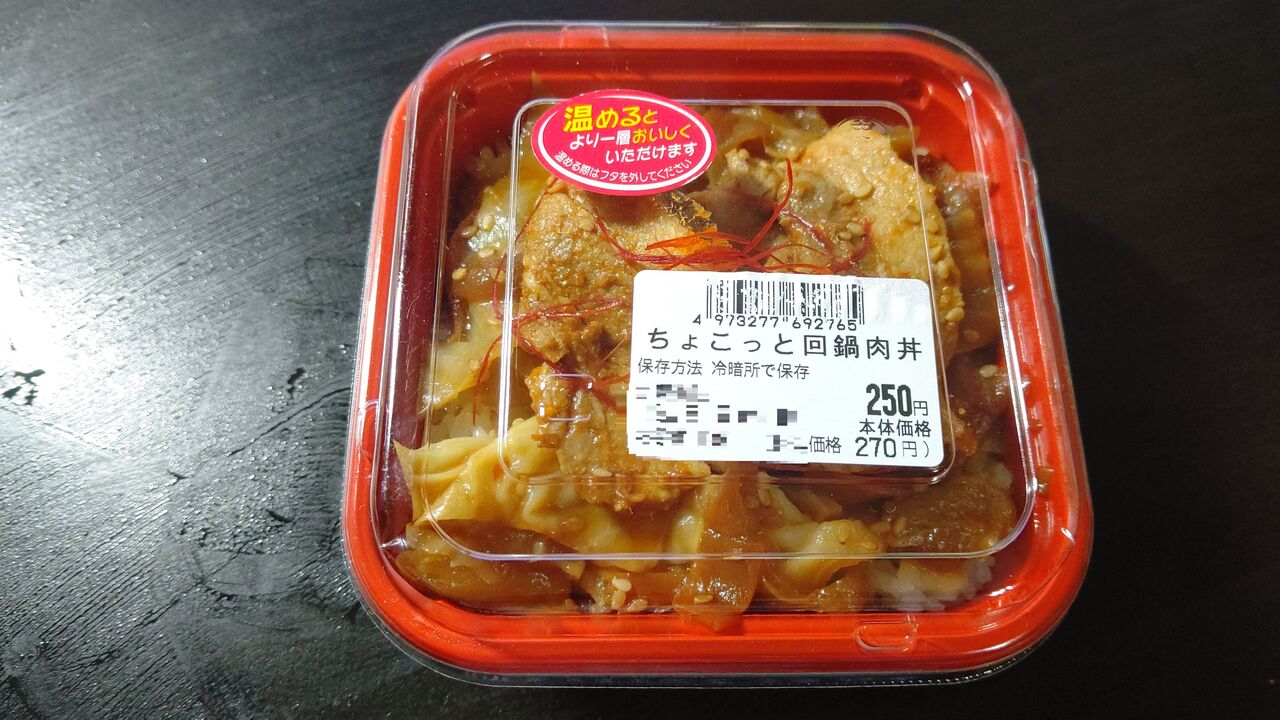 温めると
より一層おいしく
いただけます
温める際はフタを外してください
4 973277 692765
ちょこっと回鍋肉丼
保存方法 冷暗所で保存
250円
本体価格
価格 270円)